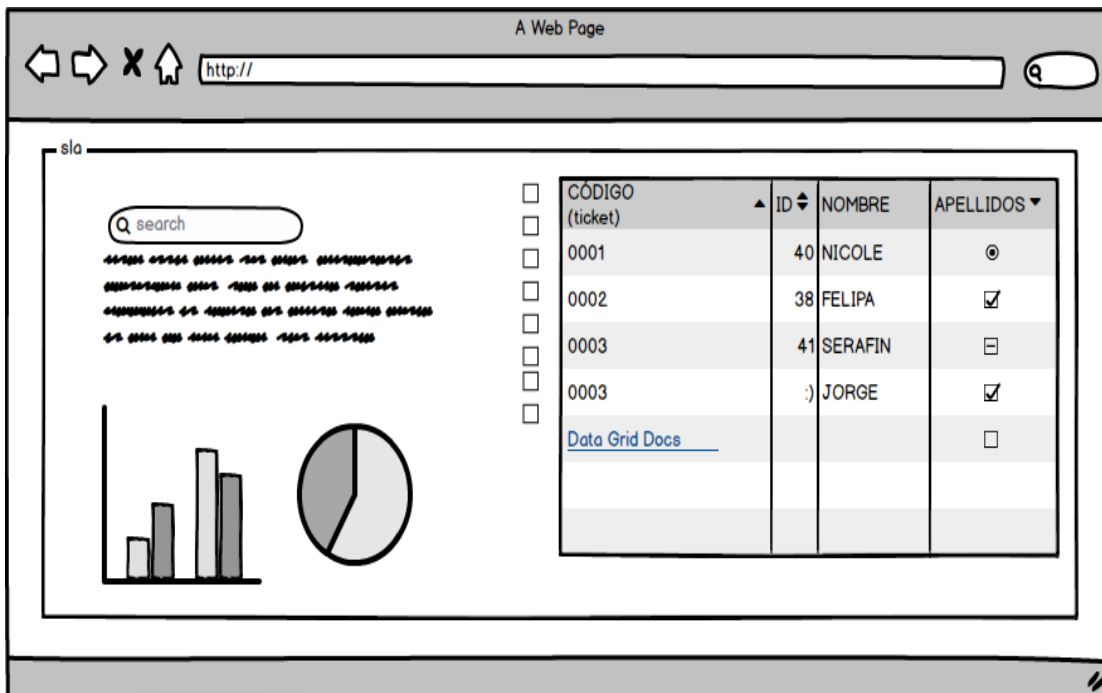 A Web Page
http://
sla
search
CÓDIGO
(ticket)
ID
NOMBRE
APELLIDOS
0001
40
NICOLE
0002
38
FELIPA
0003
41
SERAFIN
0003
:)
JORGE
Data Grid Docs